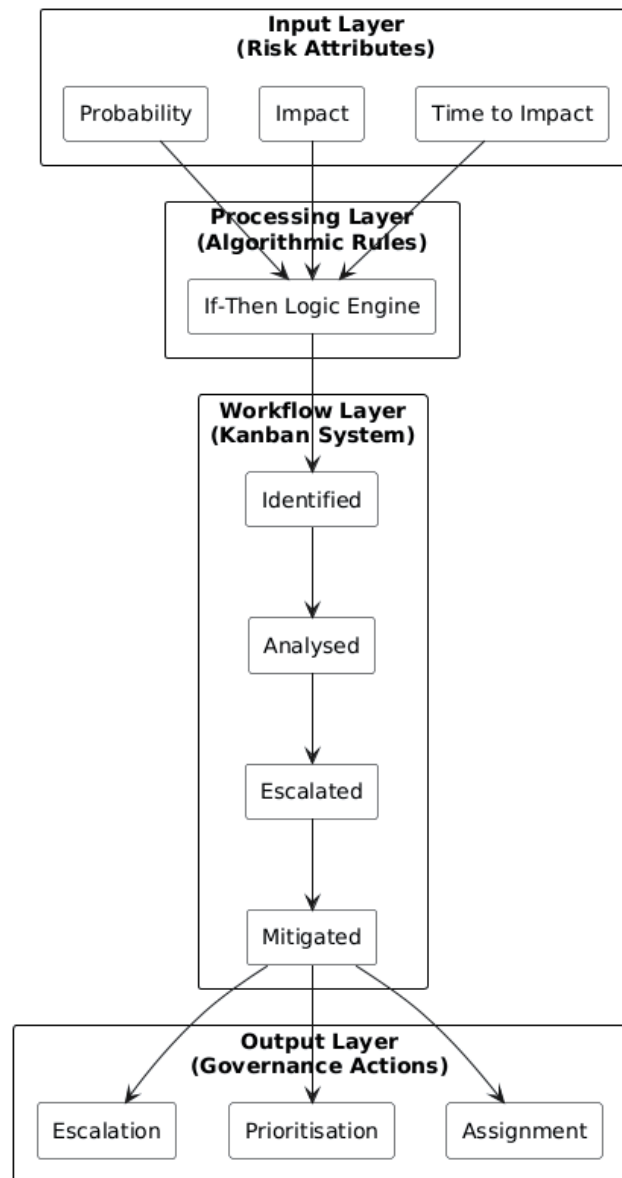 Input Layer
(Risk Attributes)
Probability
Impact
Time to Impact
Processing Layer
(Algorithmic Rules)
If-Then Logic Engine
Workflow Layer
(Kanban System)
Identified
Analysed
Escalated
Mitigated
Output Layer
(Governance Actions)
Escalation
Prioritisation
Assignment